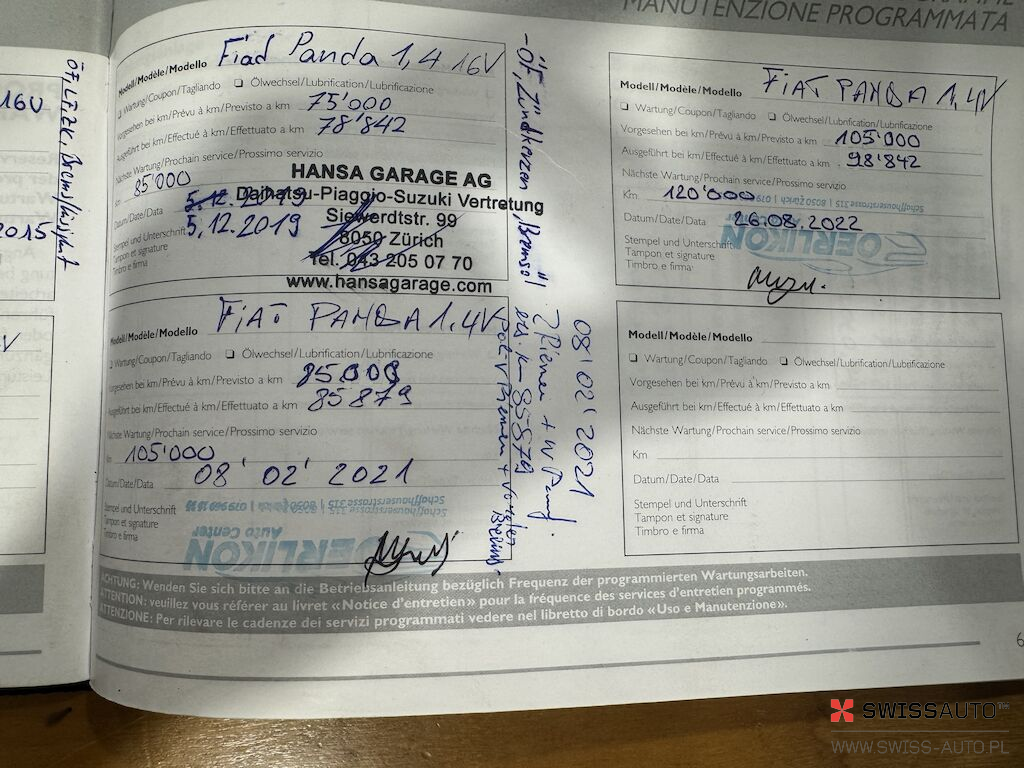 MANUTENZIONE PROGRAMMATA
16V
2015
Modell/Modèle/Modello Fiad Panda 1,4 16V
❏ Wartung/Coupon/Tagliando ❏ Ölwechsel/Lubrification/Lubrificazione
Vorgesehen bei km/Prévu à km/Previsto a km 75'000
Ausgeführt bei km/Effectué à km/Effettuato a km 78'842
Nächste Wartung/Prochain service/Prossimo servizio
Km 85'000
Datum/Date/Data 5.12.2019
5.12.2019
Stempel und Unterschrift
Tampon et signature
Timbro e firma
HANSA GARAGE AG
Daihatsu-Piaggio-Suzuki Vertretung
Siewerdtstr. 99
8050 Zürich
Tel. 043 205 07 70
www.hansagarage.com
-ÖF, Zündkerzen, Bremsöl
Modell/Modèle/Modello FIAT PANDA 1,4V
❏ Wartung/Coupon/Tagliando ❏ Ölwechsel/Lubrification/Lubrificazione
Vorgesehen bei km/Prévu à km/Previsto a km 85.000
Ausgeführt bei km/Effectué à km/Effettuato a km 85879
Nächste Wartung/Prochain service/Prossimo servizio
Km 105'000
Datum/Date/Data 08'02'2021
Stempel und Unterschrift
Tampon et signature
Timbro e firma
OERLIKON
Auto Center
Schaffhauserstrasse 315
08'02'2021
Z Riemen + W
km 85879
Modell/Modèle/Modello FIAT PANDA 1,4V
❏ Wartung/Coupon/Tagliando ❏ Ölwechsel/Lubrification/Lubrificazione
Vorgesehen bei km/Prévu à km/Previsto a km 105'000
Ausgeführt bei km/Effectué à km/Effettuato a km 98'842
Nächste Wartung/Prochain service/Prossimo servizio
Km 120'000
Datum/Date/Data 26.08.2022
Stempel und Unterschrift
Tampon et signature
Timbro e firma
OERLIKON
Modell/Modèle/Modello
❏ Wartung/Coupon/Tagliando ❏ Ölwechsel/Lubrification/Lubrificazione
Vorgesehen bei km/Prévu à km/Previsto a km
Ausgeführt bei km/Effectué à km/Effettuato a km
Nächste Wartung/Prochain service/Prossimo servizio
Km
Datum/Date/Data
Stempel und Unterschrift
Tampon et signature
Timbro e firma
ACHTUNG: Wenden Sie sich bitte an die Betriebsanleitung bezüglich Frequenz der programmierten Wartungsarbeiten.
ATTENTION: veuillez vous référer au livret «Notice d'entretien» pour la fréquence des services d'entretien programmés.
ATTENZIONE: Per rilevare le cadenze dei servizi programmati vedere nel libretto di bordo «Uso e Manutenzione».
6
SWISSAUTO
WWW.SWISS-AUTO.PL